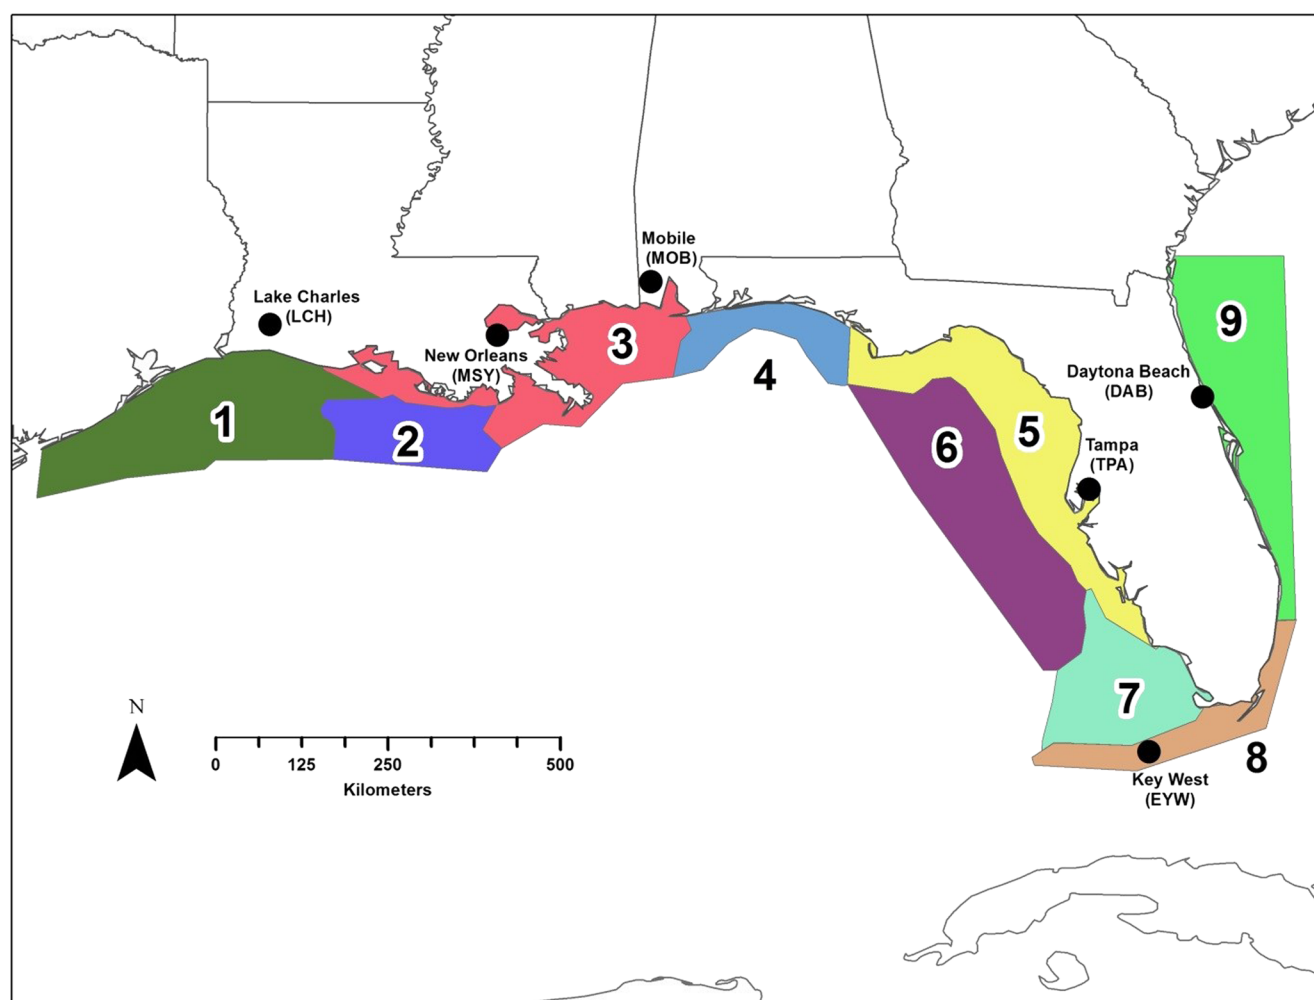 Mobile
(MOB)
Lake Charles
(LCH)
New Orleans
(MSY)
Daytona Beach
(DAB)
Tampa
(TPA)
Key West
(EYW)
1
2
3
4
5
6
7
8
9
N
0
125
250
500
Kilometers